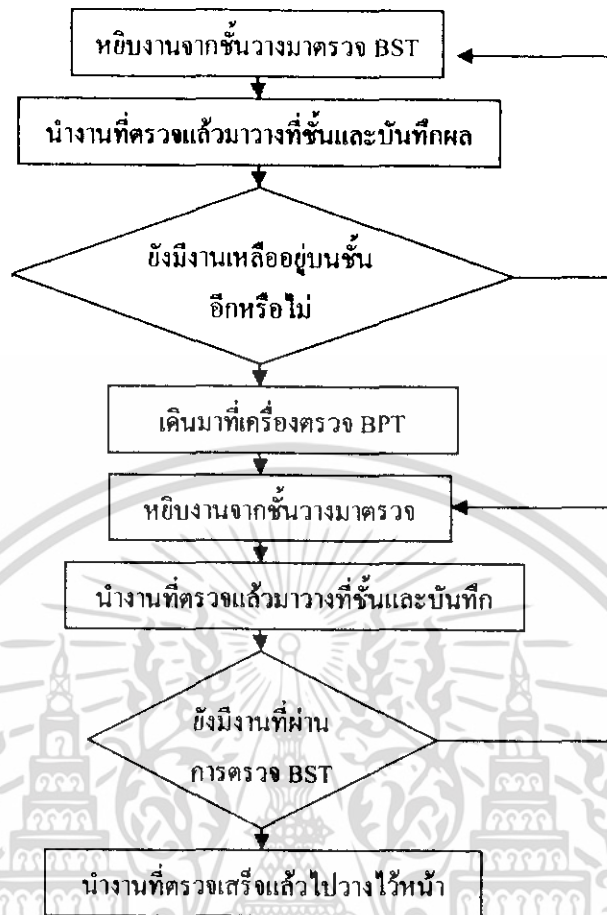 หยิบงานจากชั้นวางมาตรวจ BST
นำงานที่ตรวจแล้วมาวางที่ชั้นและบันทึกผล
ยังมีงานเหลืออยู่บนชั้น
อีกหรือไม่
เดินมาที่เครื่องตรวจ BPT
หยิบงานจากชั้นวางมาตรวจ
นำงานที่ตรวจแล้วมาวางที่ชั้นและบันทึก
ยังมีงานที่ผ่าน
การตรวจ BST
นำงานที่ตรวจเสร็จแล้วไปวางไว้หน้า